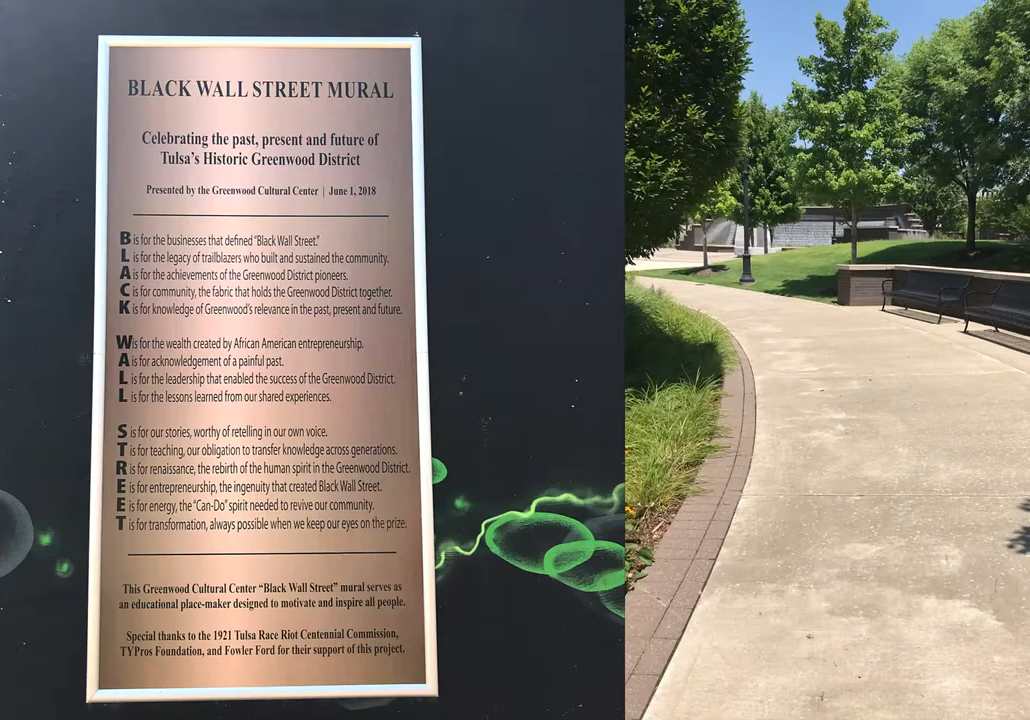 BLACK WALL STREET MURAL
Celebrating the past, present and future of
Tulsa's Historic Greenwood District
Presented by the Greenwood Cultural Center | June 1, 2018
B is for the businesses that defined "Black Wall Street."
L is for the legacy of trailblazers who built and sustained the community.
A is for the achievements of the Greenwood District pioneers.
C is for community, the fabric that holds the Greenwood District together.
K is for knowledge of Greenwood's relevance in the past, present and future.
W is for the wealth created by African American entrepreneurship.
A is for acknowledgement of a painful past.
L is for the leadership that enabled the success of the Greenwood District.
L is for the lessons learned from our shared experiences.
S is for our stories, worthy of retelling in our own voice.
T is for teaching, our obligation to transfer knowledge across generations.
R is for renaissance, the rebirth of the human spirit in the Greenwood District.
E is for entrepreneurship, the ingenuity that created Black Wall Street.
E is for energy, the "Can-Do" spirit needed to revive our community.
T is for transformation, always possible when we keep our eyes on the prize.
This Greenwood Cultural Center "Black Wall Street" mural serves as
an educational place-maker designed to motivate and inspire all people.
Special thanks to the 1921 Tulsa Race Riot Centennial Commission,
TYPros Foundation, and Fowler Ford for their support of this project.